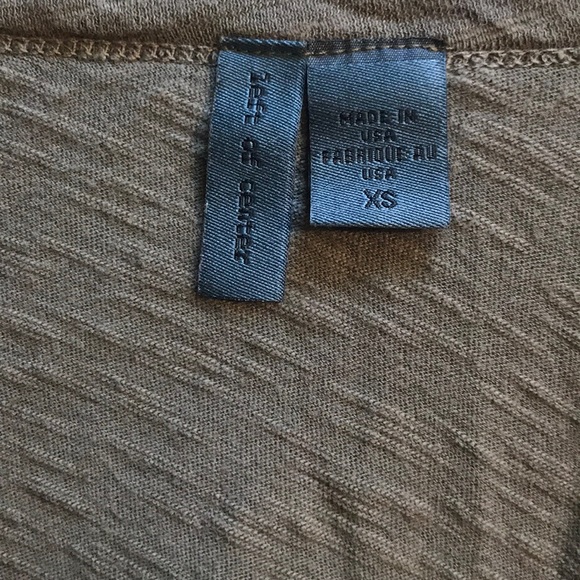 left of center
MADE IN
USA
FABRIQUE AU
USA
XS